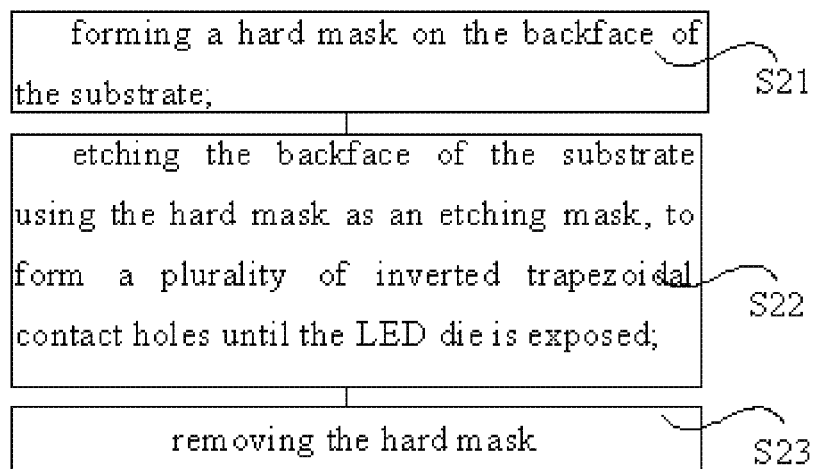 forming a hard mask on the backface of
the substrate;
S21
etching the backface of the substrate
using the hard mask as an etching mask, to
form a plurality of inverted trapezoidal
contact holes until the LED die is exposed;
S22
removing the hard mask
S23